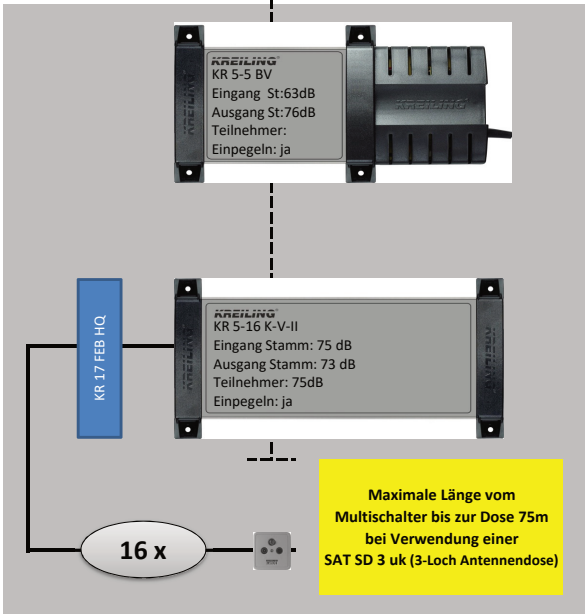 KREILING
KR 5-5 BV
Eingang St:63dB
Ausgang St:76dB
Teilnehmer:
Einpegeln: ja
KREILING
KREILING
KR 17 FEB HQ
KREILING
KREILING
KR 5-16 K-V-II
Eingang Stamm: 75 dB
Ausgang Stamm: 73 dB
Teilnehmer: 75dB
Einpegeln: ja
KREILING
16 x
Maximale Länge vom
Multischalter bis zur Dose 75m
bei Verwendung einer
SAT SD 3 uk (3-Loch Antennendose)